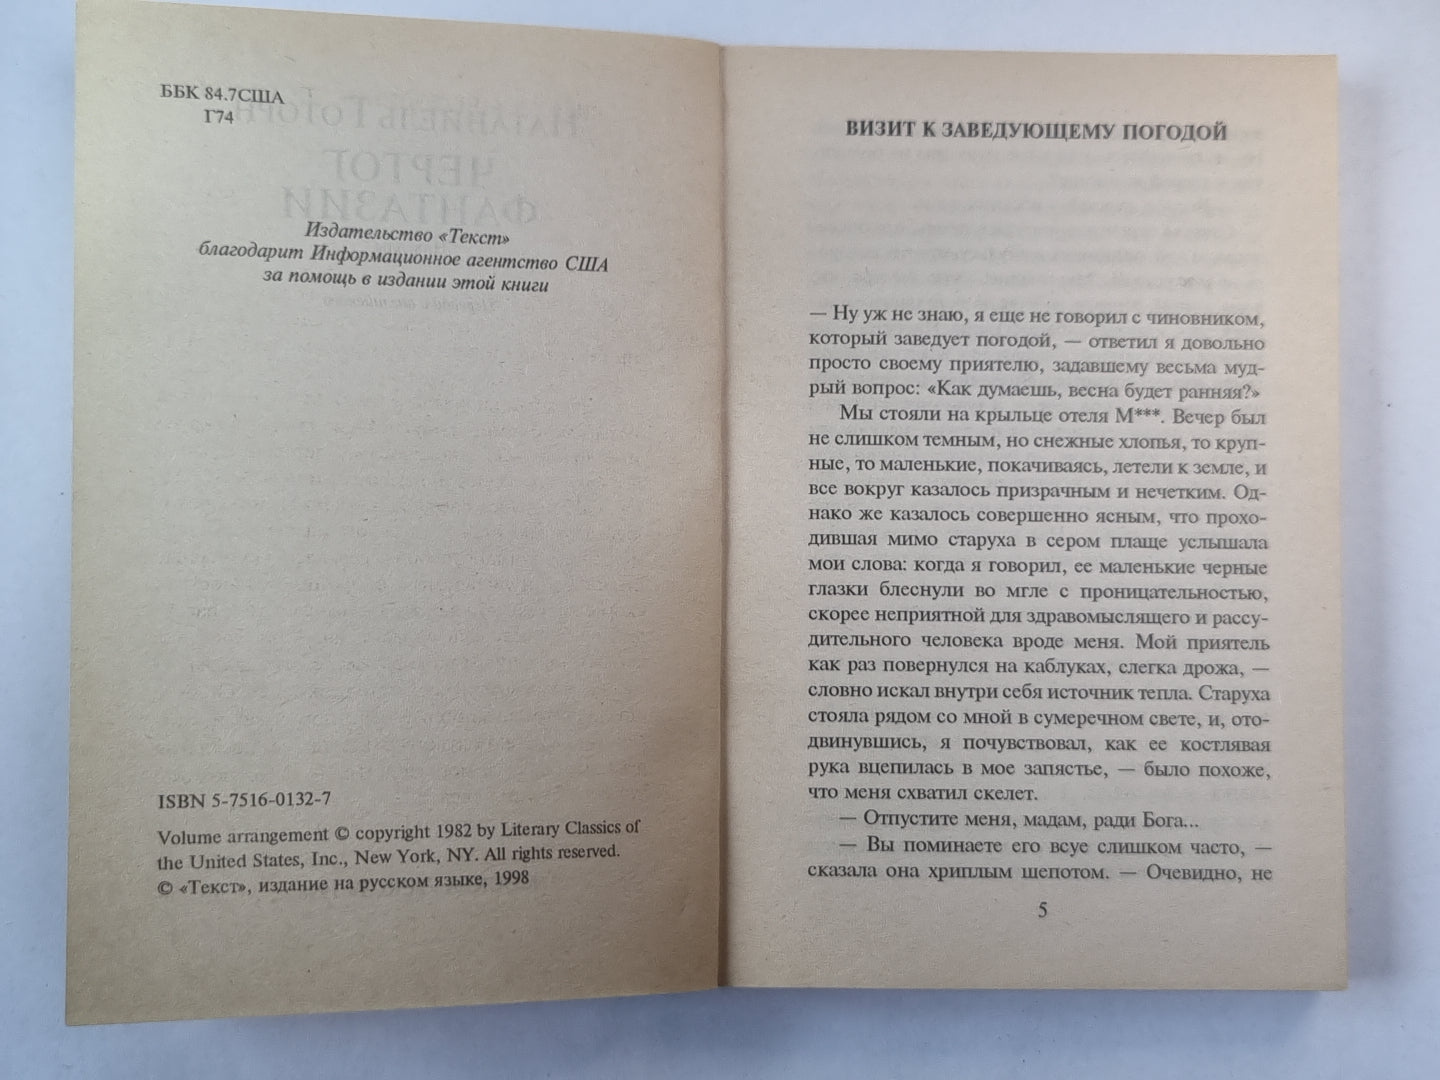 ББК 84.7США
Г74
Издательство «Текст»
благодарит Информационное агентство США
за помощь в издании этой книги
ISBN 5-7516-0132-7
Volume arrangement © copyright 1982 by Literary Classics of
the United States, Inc., New York, NY. All rights reserved.
© «Текст», издание на русском языке, 1998
ВИЗИТ К ЗАВЕДУЮЩЕМУ ПОГОДОЙ
— Ну уж не знаю, я еще не говорил с чиновником,
который заведует погодой, — ответил я довольно
просто своему приятелю, задавшему весьма муд-
рый вопрос: «Как думаешь, весна будет ранняя?»
Мы стояли на крыльце отеля М***. Вечер был
не слишком темным, но снежные хлопья, то круп-
ные, то маленькие, покачиваясь, летели к земле, и
все вокруг казалось призрачным и нечетким. Од-
нако же казалось совершенно ясным, что прохо-
дившая мимо старуха в сером плаще услышала
мои слова: когда я говорил, ее маленькие черные
глазки блеснули во мгле с проницательностью,
скорее неприятной для здравомыслящего и рассу-
дительного человека вроде меня. Мой приятель
как раз повернулся на каблуках, слегка дрожа, —
словно искал внутри себя источник тепла. Старуха
стояла рядом со мной в сумеречном свете, и, ото-
двинувшись, я почувствовал, как ее костлявая
рука вцепилась в мое запястье, — было похоже,
что меня схватил скелет.
— Отпустите меня, мадам, ради Бога...
— Вы поминаете его всуе слишком часто, —
сказала она хриплым шепотом. — Очевидно, не
5